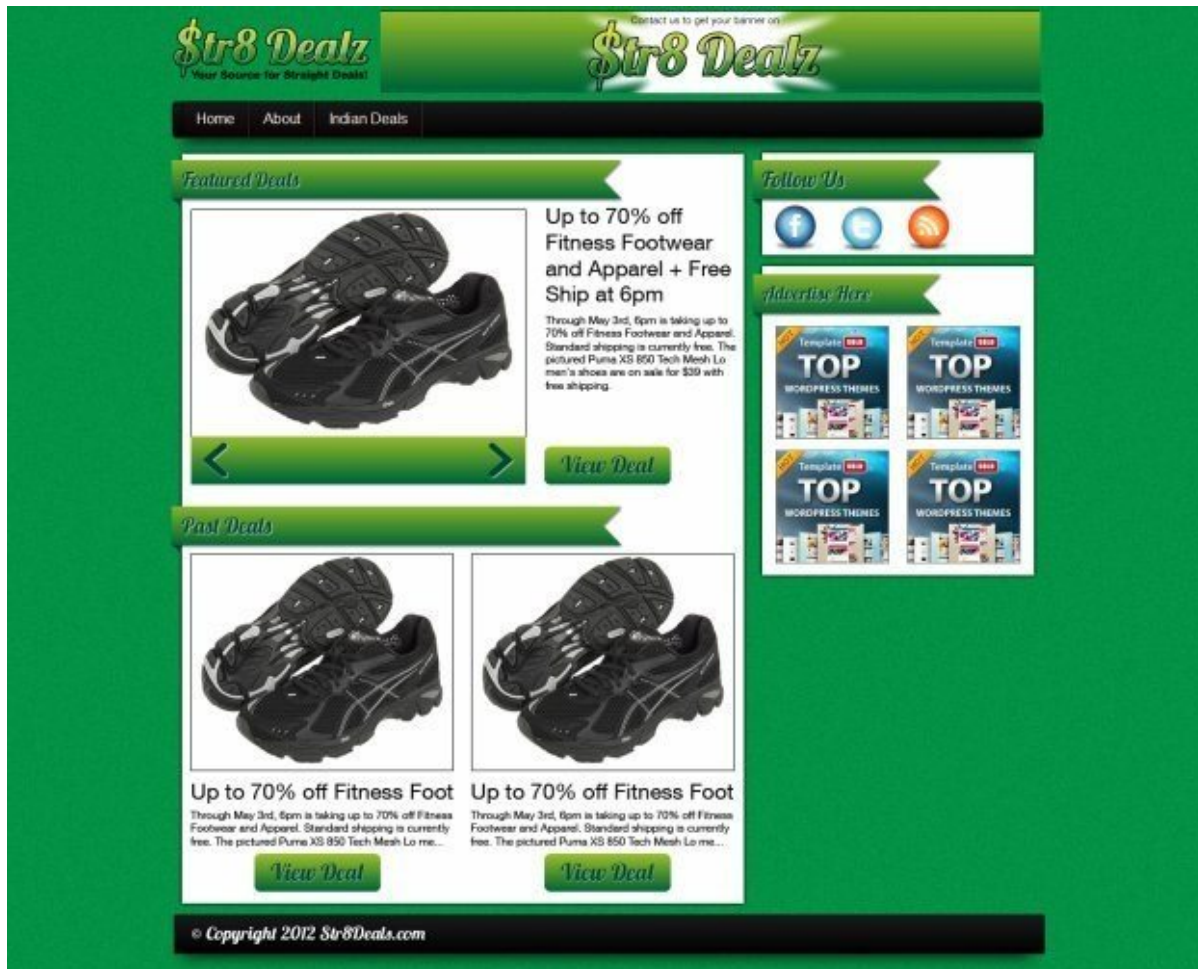 $tr8 Dealz
Your Source for Straight Deals!
Contact us to get your banner on
$tr8 Dealz
Home
About
Indian Deals
Featured Deals
Up to 70% off
Fitness Footwear
and Apparel + Free
Ship at 6pm
Through May 3rd, 6pm is taking up to
70% off Fitness Footwear and Apparel.
Standard shipping is currently free. The
pictured Puma XS 850 Tech Mesh Lo
men's shoes are on sale for $39 with
free shipping.
View Deal
Past Deals
Up to 70% off Fitness Foot
Through May 3rd, 6pm is taking up to 70% off Fitness
Footwear and Apparel. Standard shipping is currently
free. The pictured Puma XS 850 Tech Mesh Lo me...
View Deal
Up to 70% off Fitness Foot
Through May 3rd, 6pm is taking up to 70% off Fitness
Footwear and Apparel. Standard shipping is currently
free. The pictured Puma XS 850 Tech Mesh Lo me...
View Deal
Follow Us
Advertise Here
HOT
Template
TOP
WORDPRESS THEMES
HOT
Template
TOP
WORDPRESS THEMES
HOT
Template
TOP
WORDPRESS THEMES
HOT
Template
TOP
WORDPRESS THEMES
© Copyright 2012 Str8Deals.com